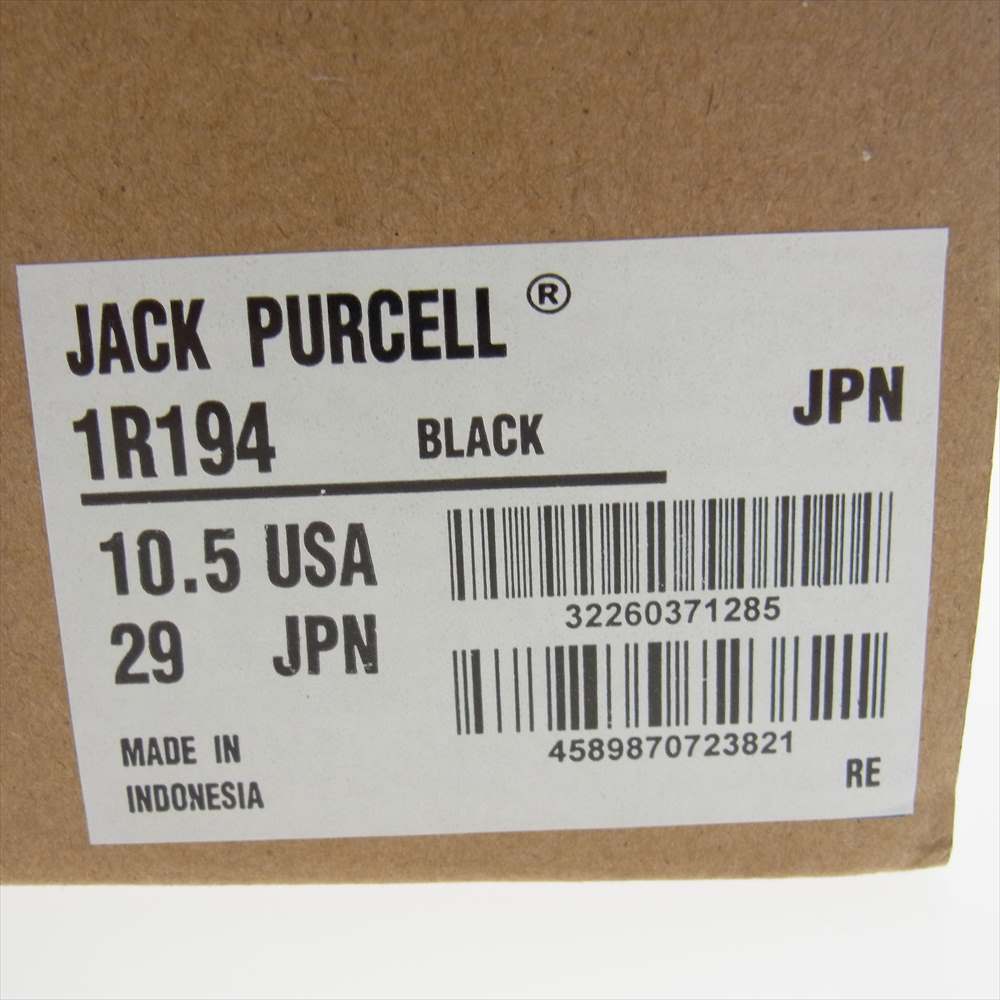 JACK PURCELL ®
JPN
1R194 BLACK
10.5 USA
29 JPN
32260371285
4589870723821
MADE IN
INDONESIA
RE